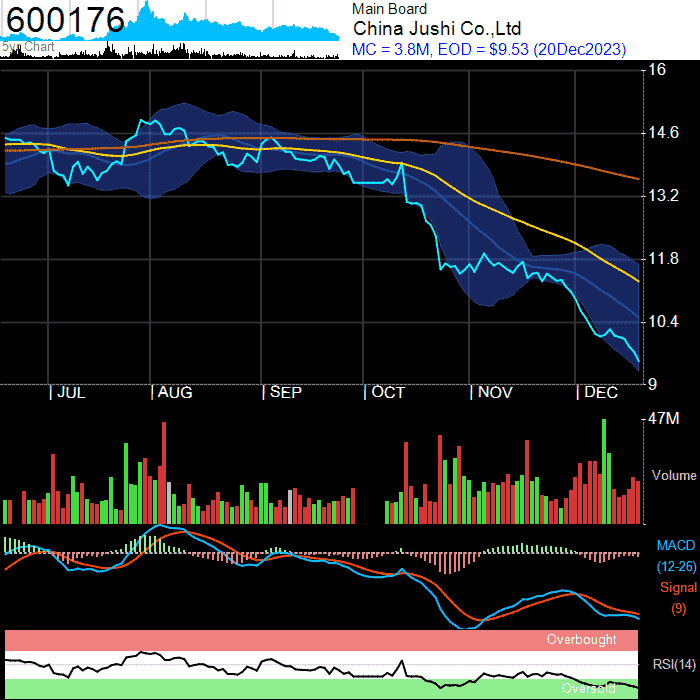 600176
5yr Chart
Main Board
China Jushi Co.,Ltd
MC = 3.8M, EOD = $9.53 (20Dec2023)
16
14.6
13.2
11.8
10.4
9
JUL AUG SEP OCT NOV DEC
47M
Volume
MACD
(12-26)
Signal
(9)
Overbought
RSI(14)
Oversold